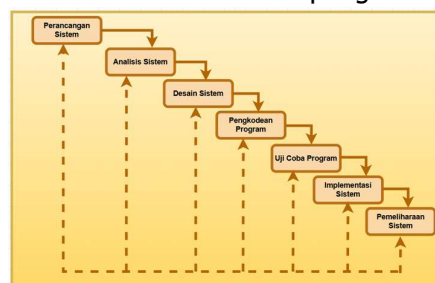 Perancangan
Sistem
Analisis Sistem
Desain Sistem
Pengkodean
Program
Uji Coba Program
Implementasi
Sistem
Pemeliharaan
Sistem